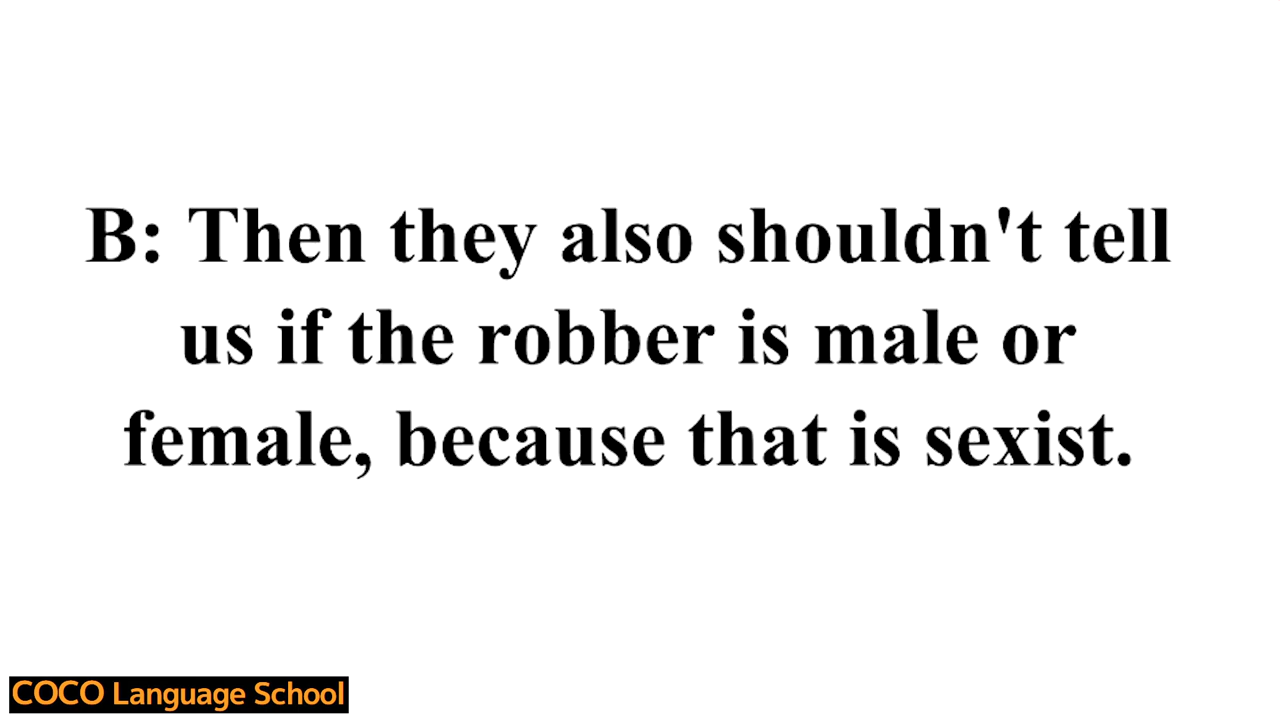 B: Then they also shouldn't tell
us if the robber is male or
female, because that is sexist.
COCO Language School